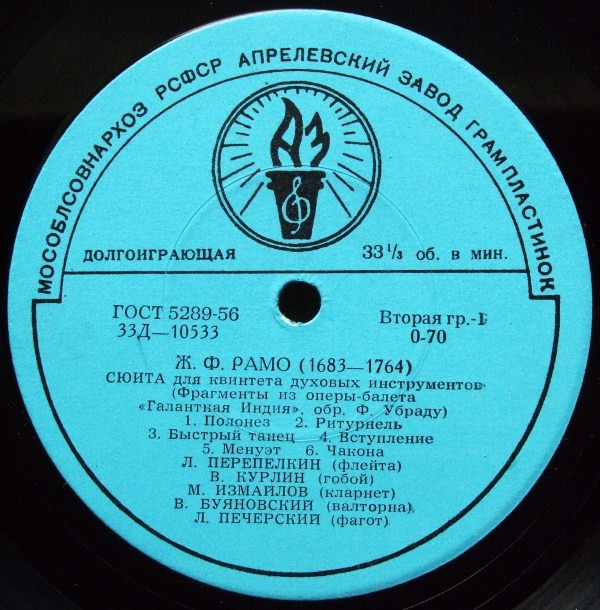 МОСОБЛСОВНАРХОЗ РСФСР АПРЕЛЕВСКИЙ ЗАВОД ГРАМПЛАСТИНОК
АЗ
ДОЛГОИГРАЮЩАЯ 33 1/3 об. в мин.
ГОСТ 5289-56 Вторая гр.-1
33Д—10533 0-70
Ж. Ф. РАМО (1683—1764)
СЮИТА для квинтета духовых инструментов
(Фрагменты из оперы-балета
«Галантная Индия», обр. Ф. Убраду)
1. Полонез 2. Ритурнель
3. Быстрый танец 4. Вступление
5. Менуэт 6. Чакона
Л. ПЕРЕПЕЛКИН (флейта)
В. КУРЛИН (гобой)
М. ИЗМАЙЛОВ (кларнет)
В. БУЯНОВСКИЙ (валторна)
Л. ПЕЧЕРСКИЙ (фагот)